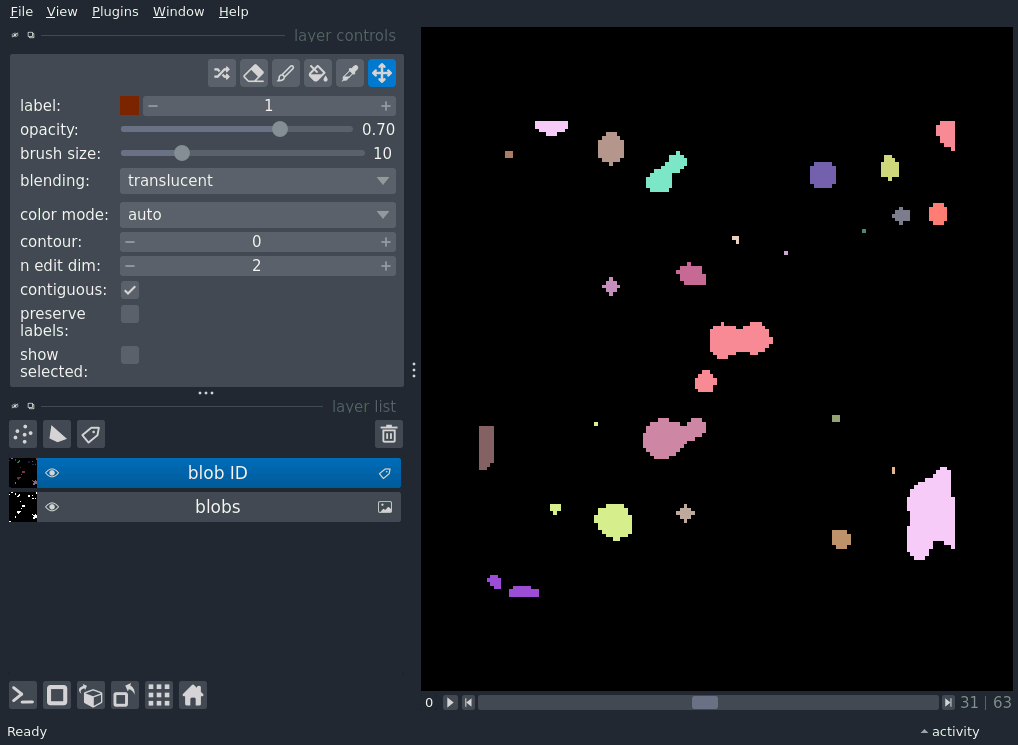 File View Plugins Window Help
layer controls
label: 1
opacity: 0.70
brush size: 10
blending: translucent
color mode: auto
contour: 0
n edit dim: 2
contiguous:
preserve
labels:
show
selected:
layer list
blob ID
blobs
0 31 | 63
Ready activity